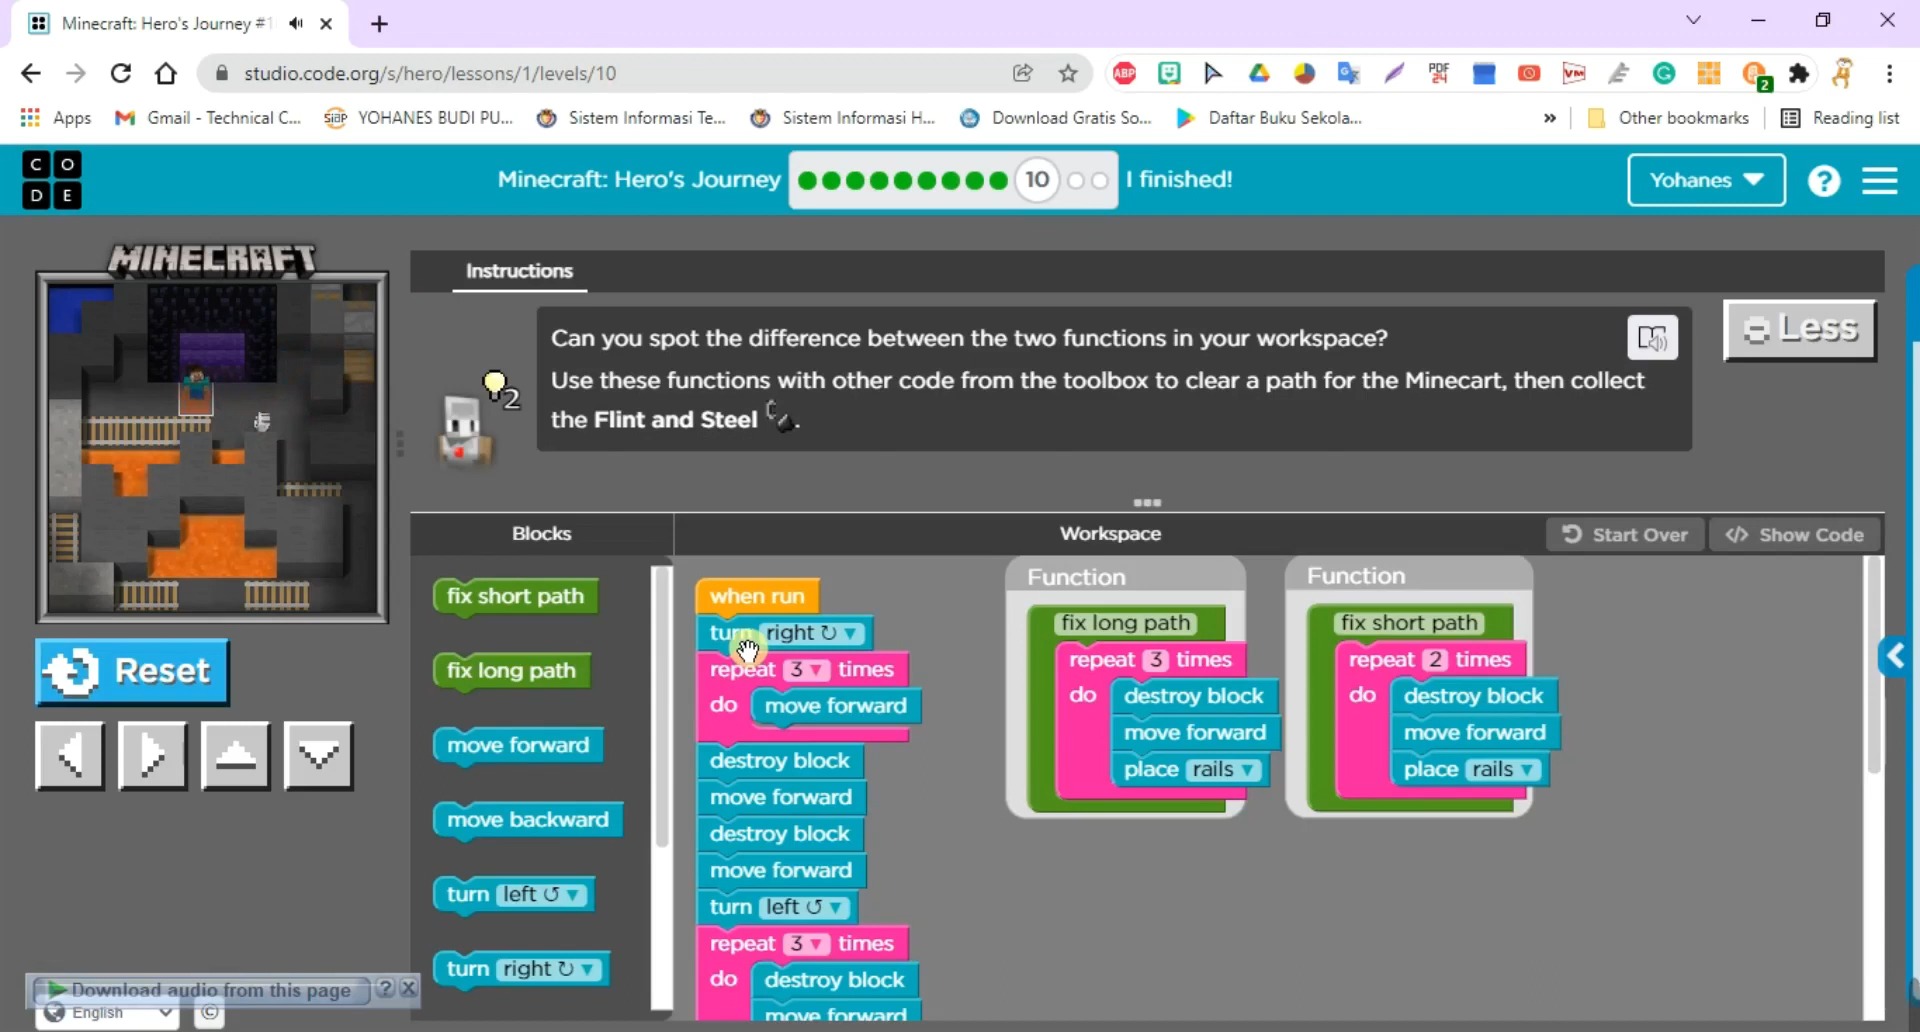 Minecraft: Hero's Journey #1
studio.code.org/s/hero/lessons/1/levels/10
ABP
PDF
24
VM
2
Apps
Gmail - Technical C...
SIAP
YOHANES BUDI PU...
Sistem Informasi Te...
Sistem Informasi H...
Download Gratis So...
Daftar Buku Sekola...
»
Other bookmarks
Reading list
C O
D E
Minecraft: Hero's Journey
10
I finished!
Yohanes
?
MINECRAFT
Instructions
Can you spot the difference between the two functions in your workspace?
Use these functions with other code from the toolbox to clear a path for the Minecart, then collect
the Flint and Steel .
2
Less
Blocks
Workspace
Start Over
</> Show Code
Reset
fix short path
fix long path
move forward
move backward
turn left ↺
turn right ↻
when run
turn right ↻
repeat 3 times
do move forward
destroy block
move forward
destroy block
move forward
turn left ↺
repeat 3 times
do destroy block
move forward
Function
fix long path
repeat 3 times
do destroy block
move forward
place rails
Function
fix short path
repeat 2 times
do destroy block
move forward
place rails
Download audio from this page
? X
English
©